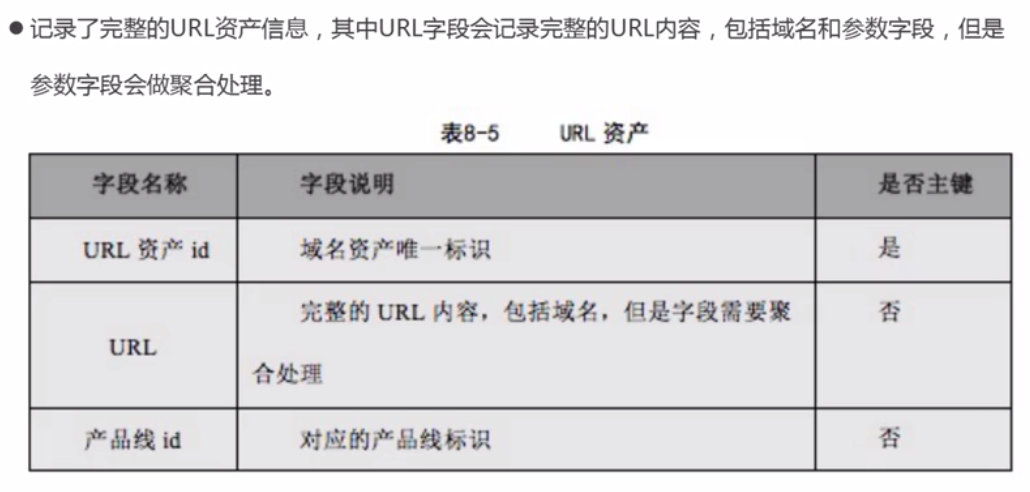 ●记录了完整的URL资产信息，其中URL字段会记录完整的URL内容，包括域名和参数字段，但是
参数字段会做聚合处理。
表8-5 URL 资产
字段名称 字段说明 是否主键
URL 资产 id 域名资产唯一标识 是
完整的 URL 内容，包括域名，但是字段需要聚 否
URL
合处理
产品线 id 对应的产品线标识 否